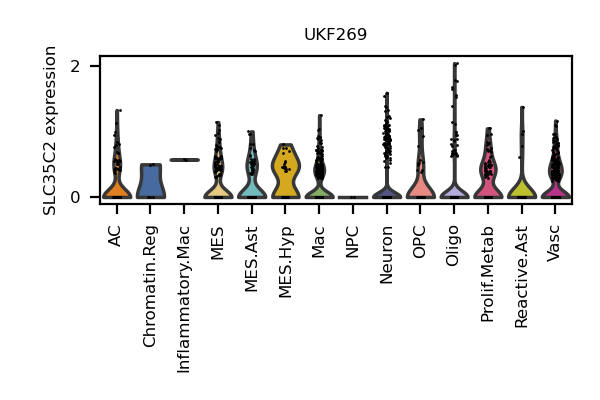 UKF269
SLC35C2 expression
2
0
AC
Chromatin.Reg
Inflammatory.Mac
MES
MES.Ast
MES.Hyp
Mac
NPC
Neuron
OPC
Oligo
Prolif.Metab
Reactive.Ast
Vasc